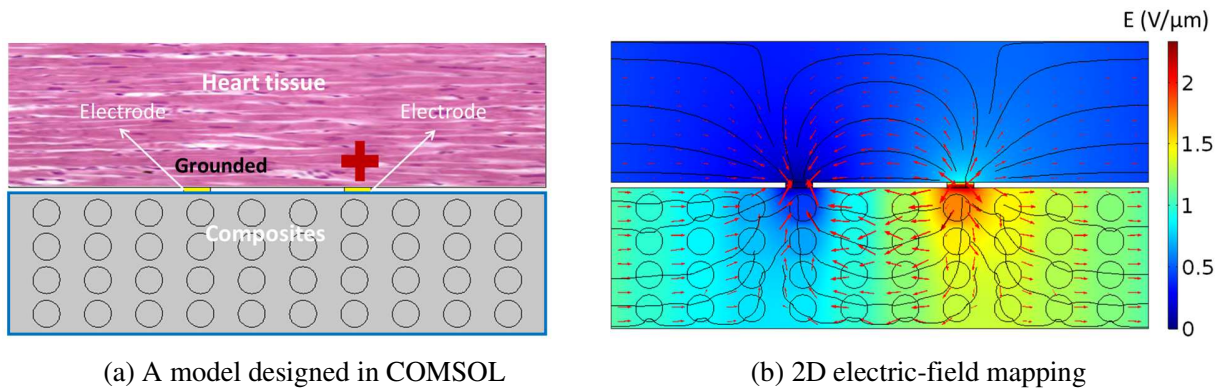 Heart tissue
Electrode
Electrode
Grounded
Composites
E (V/μm)
2
1.5
1
0.5
0
(a) A model designed in COMSOL
(b) 2D electric-field mapping